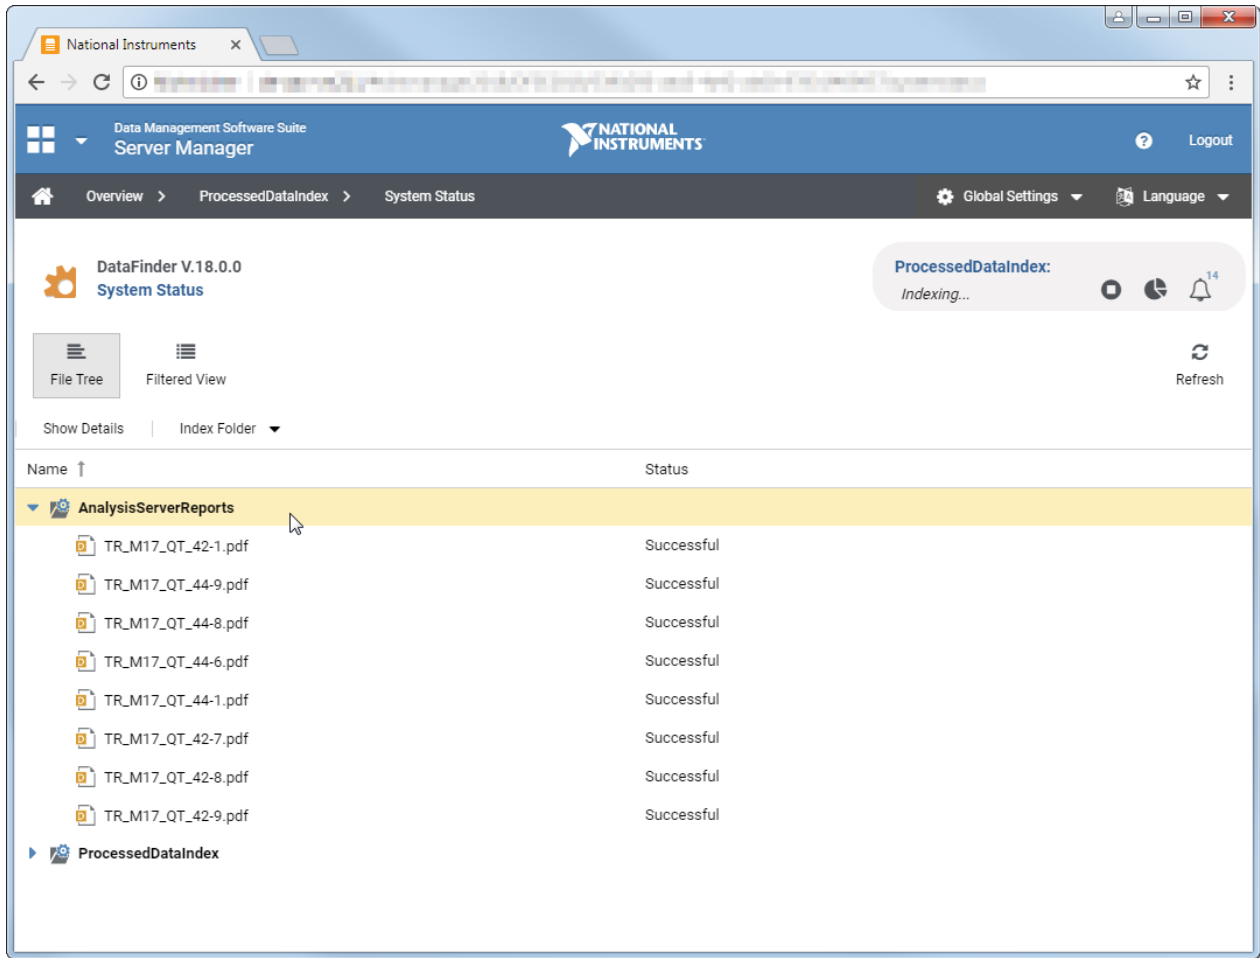 National Instruments
Data Management Software Suite
Server Manager
NATIONAL
INSTRUMENTS
Logout
Overview > ProcessedDataIndex > System Status
Global Settings
Language
DataFinder V.18.0.0
System Status
ProcessedDataIndex:
Indexing...
14
File Tree
Filtered View
Refresh
Show Details
Index Folder
Name
Status
AnalysisServerReports
TR_M17_QT_42-1.pdf Successful
TR_M17_QT_44-9.pdf Successful
TR_M17_QT_44-8.pdf Successful
TR_M17_QT_44-6.pdf Successful
TR_M17_QT_44-1.pdf Successful
TR_M17_QT_42-7.pdf Successful
TR_M17_QT_42-8.pdf Successful
TR_M17_QT_42-9.pdf Successful
ProcessedDataIndex